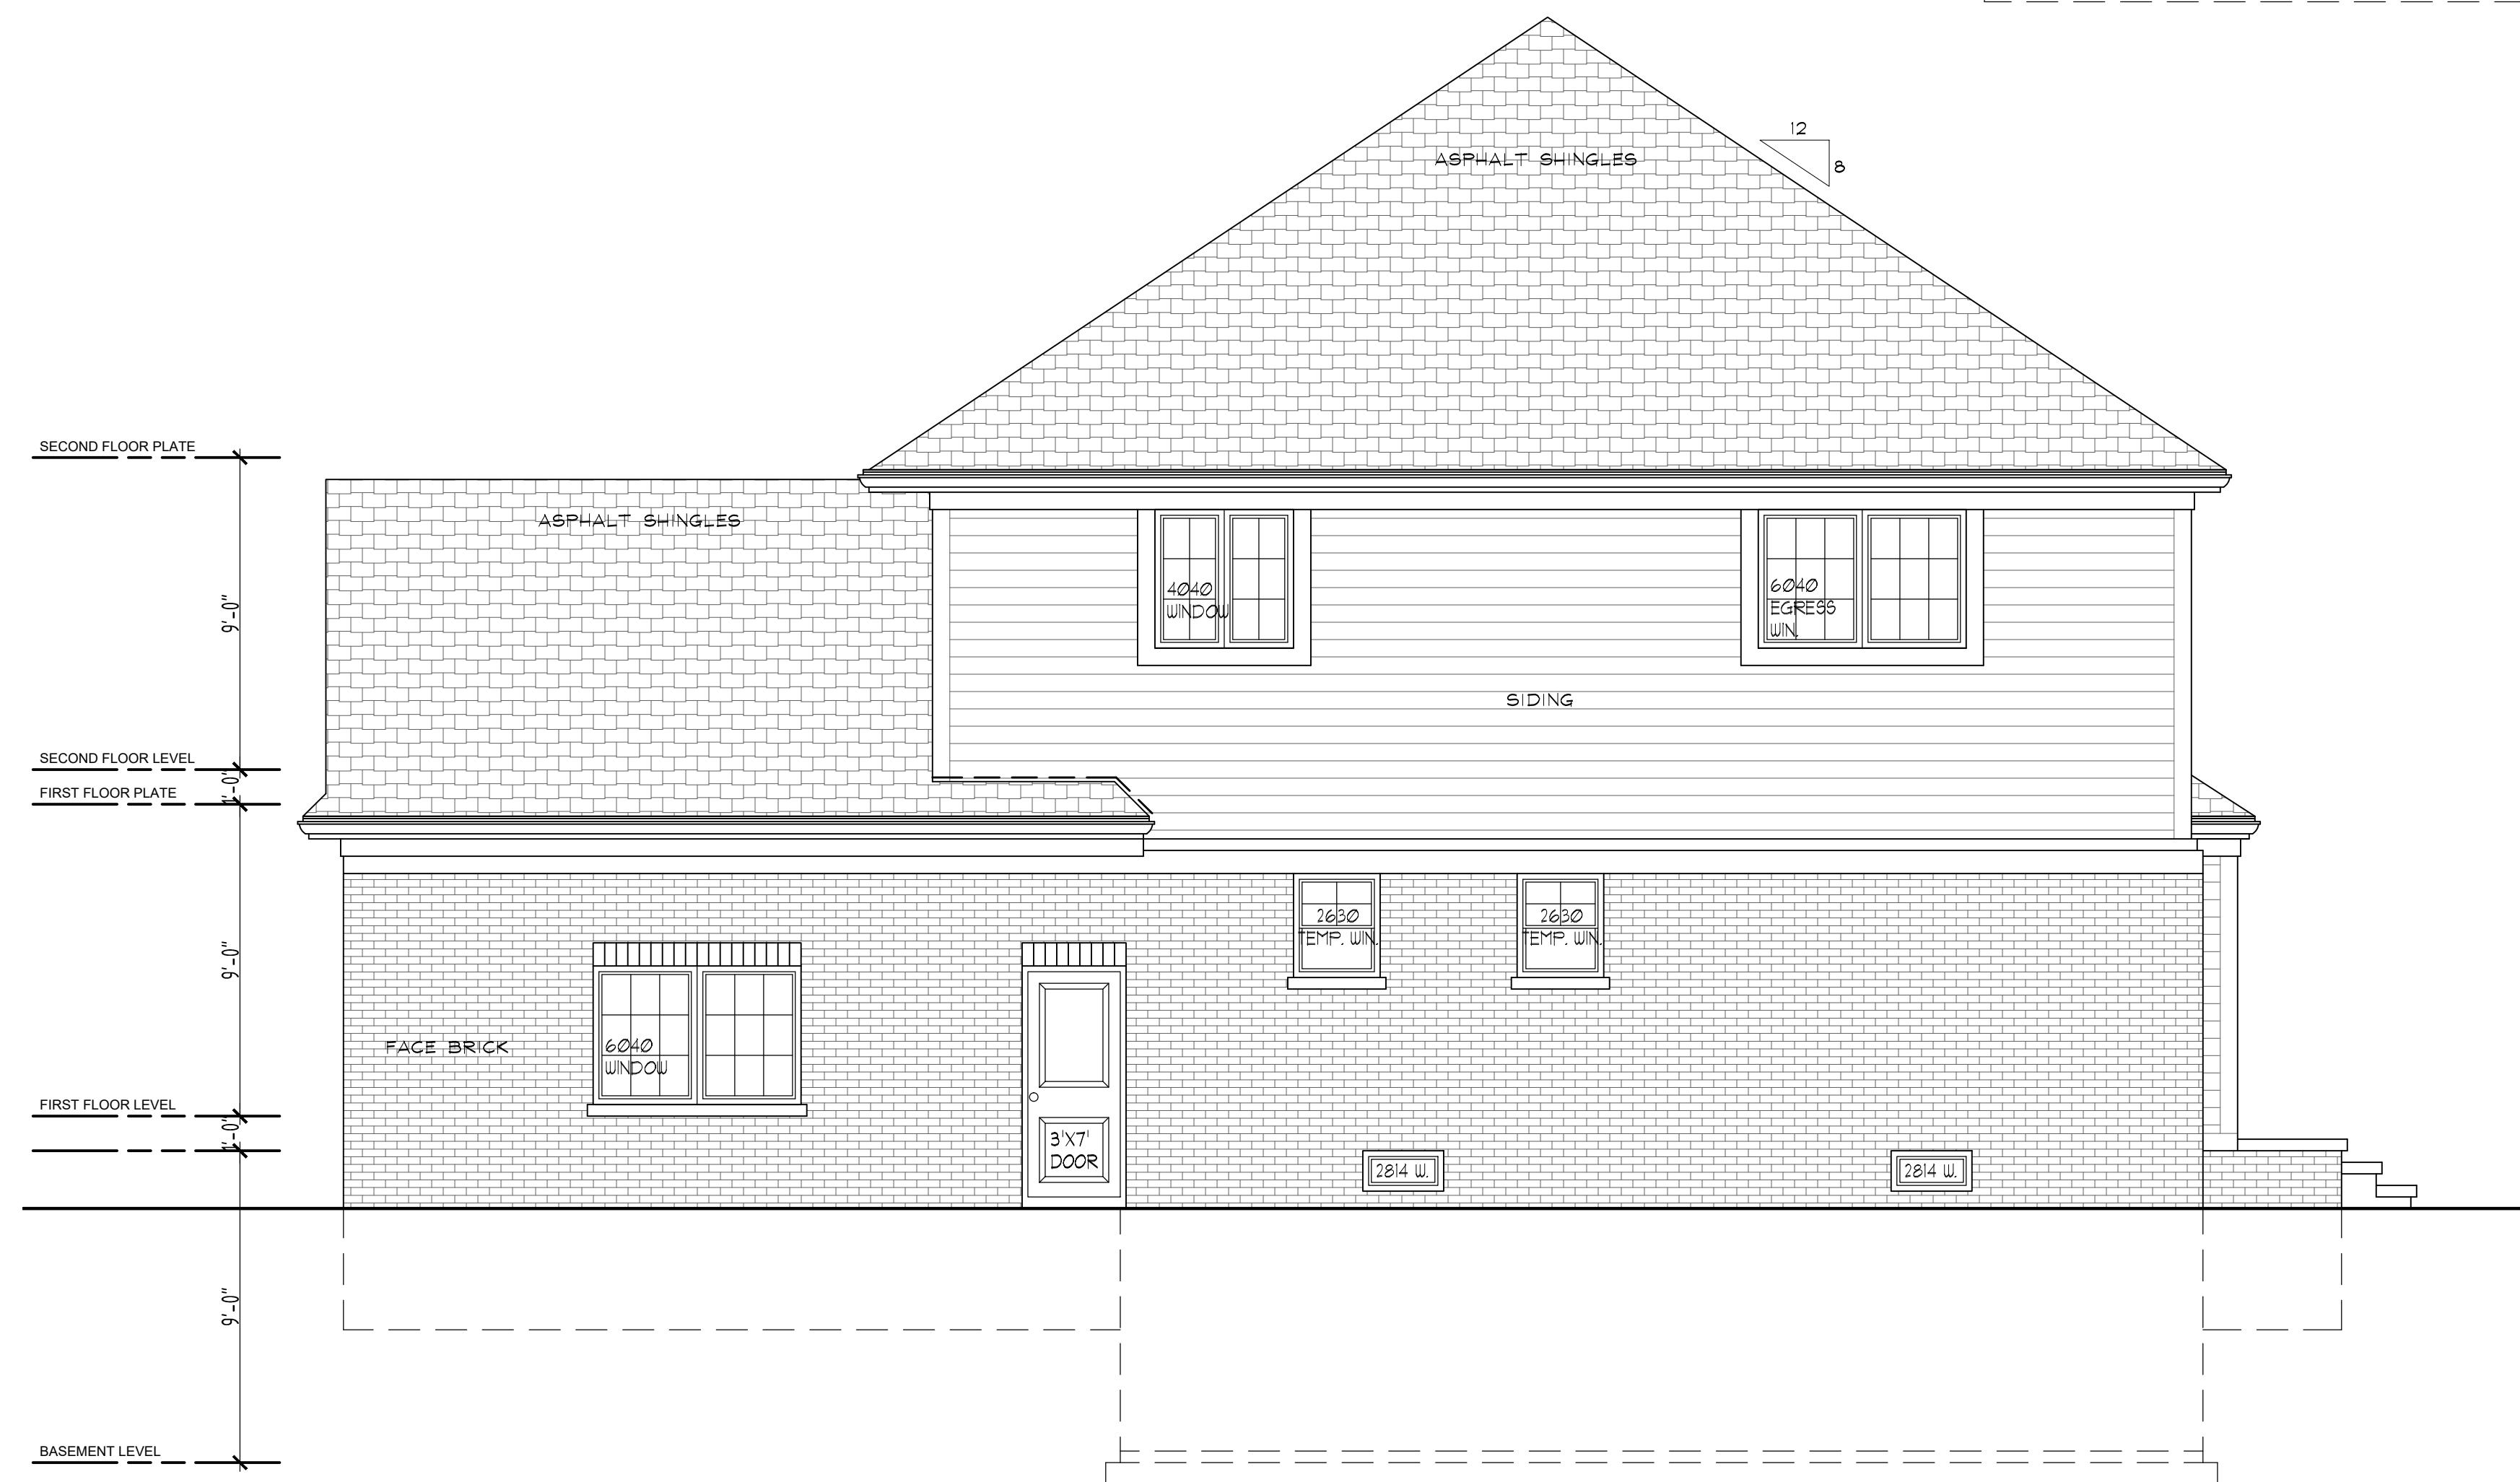 12
8
ASPHALT SHINGLES
SECOND FLOOR PLATE
ASPHALT SHINGLES
4040
WINDOW
6040
EGRESS
WIN.
9'-0"
SIDING
SECOND FLOOR LEVEL
1'-0"
FIRST FLOOR PLATE
2630
TEMP. WIN.
2630
TEMP. WIN.
9'-0"
FACE BRICK
6040
WINDOW
FIRST FLOOR LEVEL
1'-0"
3'X7'
DOOR
2814 W.
2814 W.
9'-0"
BASEMENT LEVEL